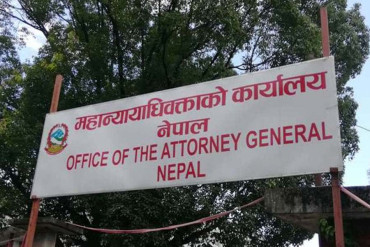 महान्यायाधिवक्ताको कार्यालय
नेपाल
OFFICE OF THE ATTORNEY GENERAL
NEPAL